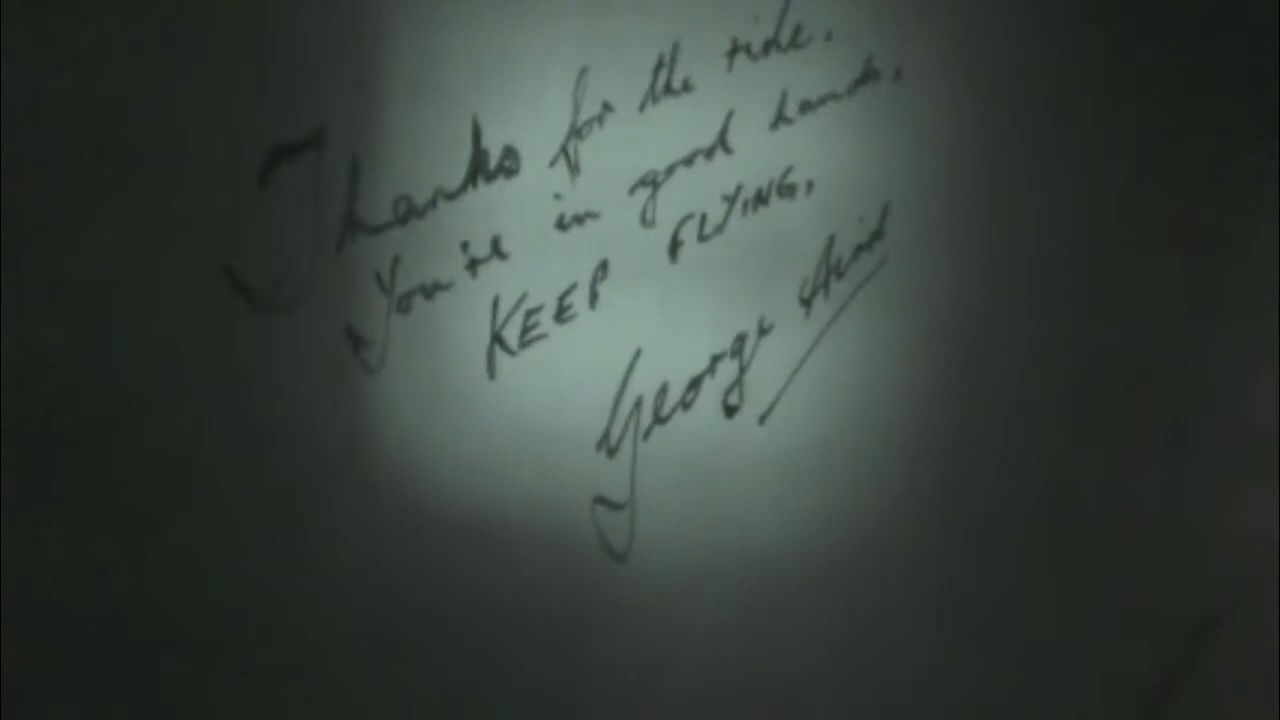 Thanks for the ride.
You're in good hands.
KEEP FLYING.
George